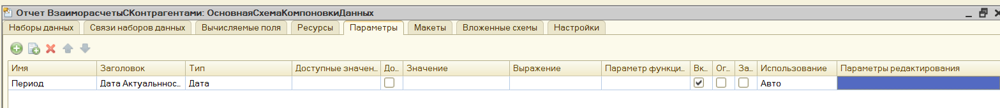 Отчет ВзаиморасчетыСКонтрагентами: ОсновнаяСхемаКомпоновкиДанных
Наборы данных Связи наборов данных Вычисляемые поля Ресурсы Параметры Макеты Вложенные схемы Настройки
Имя Заголовок Тип Доступные значен... До... Значение Выражение Параметр функци... Вк... Ог... За... Использование Параметры редактирования
Период Дата Актуальннос... Дата Авто